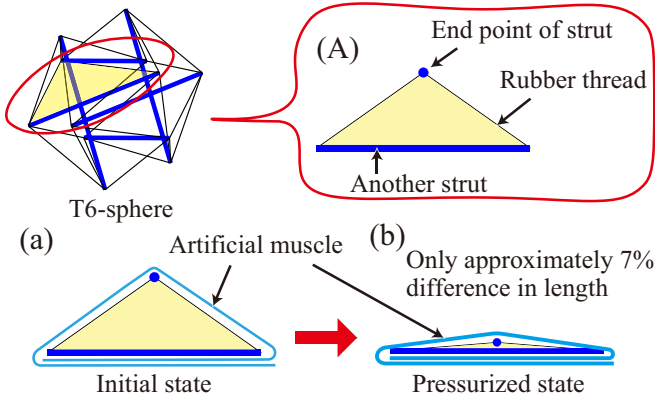 (A)
End point of strut
Rubber thread
Another strut
T6-sphere
(a)
Artificial muscle
(b)
Only approximately 7%
difference in length
Initial state
Pressurized state